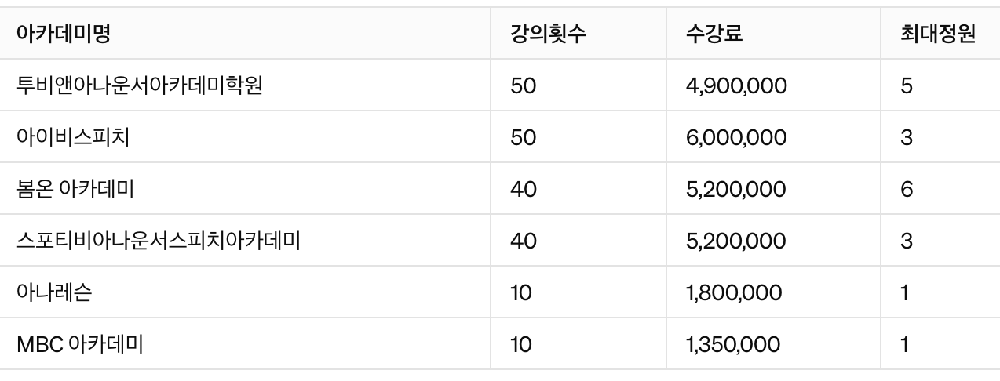 아카데미명 강의횟수 수강료 최대정원
투비앤아나운서아카데미학원 50 4,900,000 5
아이비스피치 50 6,000,000 3
봄온 아카데미 40 5,200,000 6
스포티비아나운서스피치아카데미 40 5,200,000 3
아나레슨 10 1,800,000 1
MBC 아카데미 10 1,350,000 1